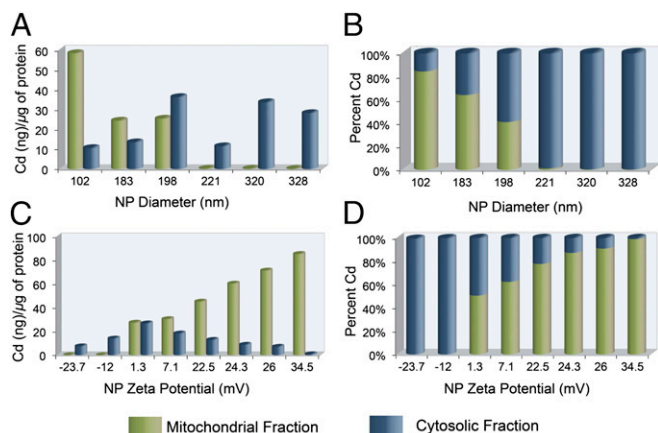 A
Cd (ng)/µg of protein
60
50
40
30
20
10
0
102 183 198 221 320 328
NP Diameter (nm)
B
Percent Cd
100%
80%
60%
40%
20%
0%
102 183 198 221 320 328
NP Diameter (nm)
C
Cd (ng)/µg of protein
100
80
60
40
20
0
-23.7 -12 1.3 7.1 22.5 24.3 26 34.5
NP Zeta Potential (mV)
D
Percent Cd
100%
80%
60%
40%
20%
0%
-23.7 -12 1.3 7.1 22.5 24.3 26 34.5
NP Zeta Potential (mV)
Mitochondrial Fraction
Cytosolic Fraction